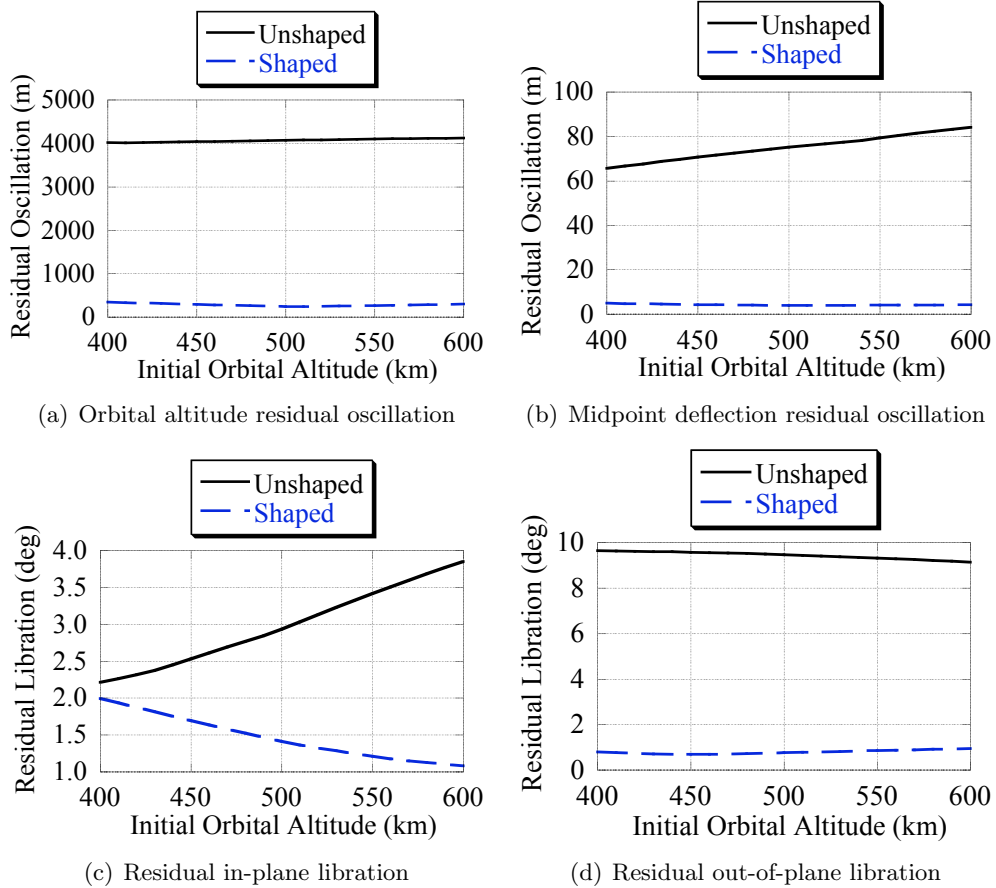 Unshaped
Shaped
Residual Oscillation (m)
5000
4000
3000
2000
1000
0
400 450 500 550 600
Initial Orbital Altitude (km)
(a) Orbital altitude residual oscillation
Unshaped
Shaped
Residual Oscillation (m)
100
80
60
40
20
0
400 450 500 550 600
Initial Orbital Altitude (km)
(b) Midpoint deflection residual oscillation
Unshaped
Shaped
Residual Libration (deg)
4.0
3.5
3.0
2.5
2.0
1.5
1.0
400 450 500 550 600
Initial Orbital Altitude (km)
(c) Residual in-plane libration
Unshaped
Shaped
Residual Libration (deg)
10
8
6
4
2
0
400 450 500 550 600
Initial Orbital Altitude (km)
(d) Residual out-of-plane libration